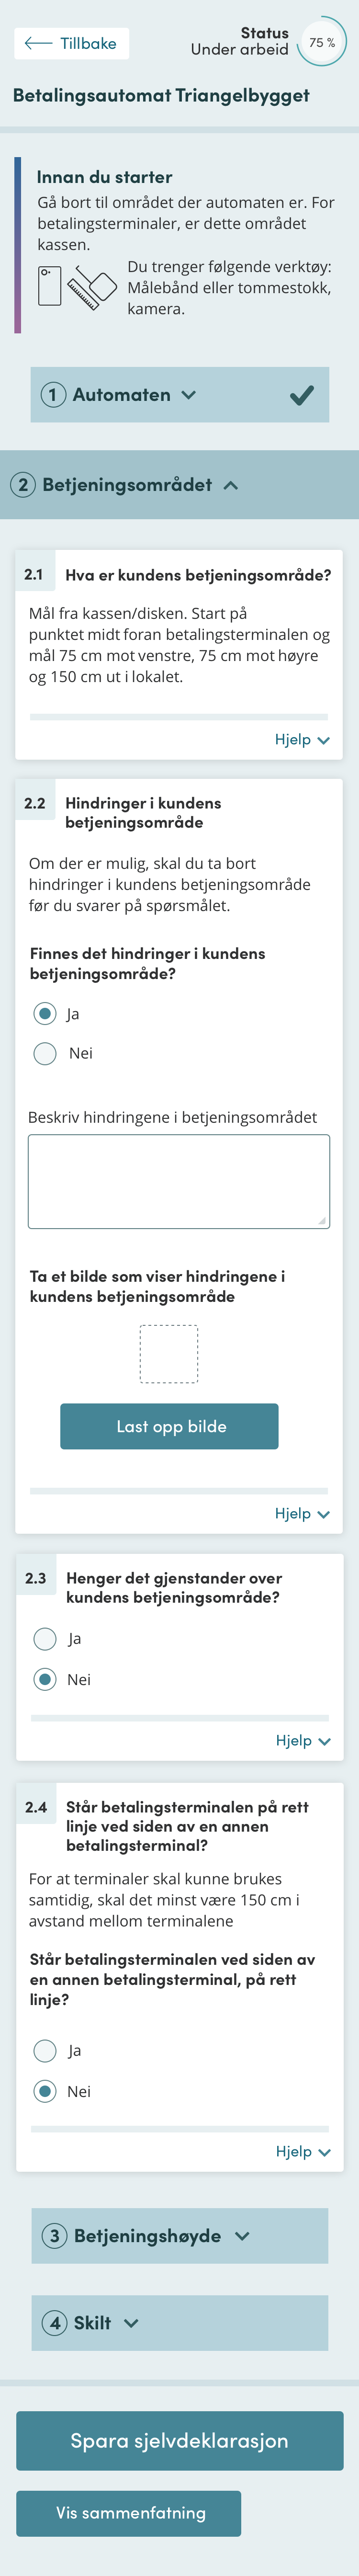 Tillbake
Status
Under arbeid
75 %
Betalingsautomat Triangelbygget
Innan du starter
Gå bort til området der automaten er. For
betalingsterminaler, er dette området
kassen.
Du trenger følgende verktøy:
Målebånd eller tommestokk,
kamera.
1 Automaten
2 Betjeningsområdet
2.1 Hva er kundens betjeningsområde?
Mål fra kassen/disken. Start på
punktet midt foran betalingsterminalen og
mål 75 cm mot venstre, 75 cm mot høyre
og 150 cm ut i lokalet.
Hjelp
2.2 Hindringer i kundens
betjeningsområde
Om der er mulig, skal du ta bort
hindringer i kundens betjeningsområde
før du svarer på spørsmålet.
Finnes det hindringer i kundens
betjeningsområde?
Ja
Nei
Beskriv hindringene i betjeningsområdet
Ta et bilde som viser hindringene i
kundens betjeningsområde
Last opp bilde
Hjelp
2.3 Henger det gjenstander over
kundens betjeningsområde?
Ja
Nei
Hjelp
2.4 Står betalingsterminalen på rett
linje ved siden av en annen
betalingsterminal?
For at terminaler skal kunne brukes
samtidig, skal det minst være 150 cm i
avstand mellom terminalene
Står betalingsterminalen ved siden av
en annen betalingsterminal, på rett
linje?
Ja
Nei
Hjelp
3 Betjeningshøyde
4 Skilt
Spara sjelvdeklarasjon
Vis sammenfatning